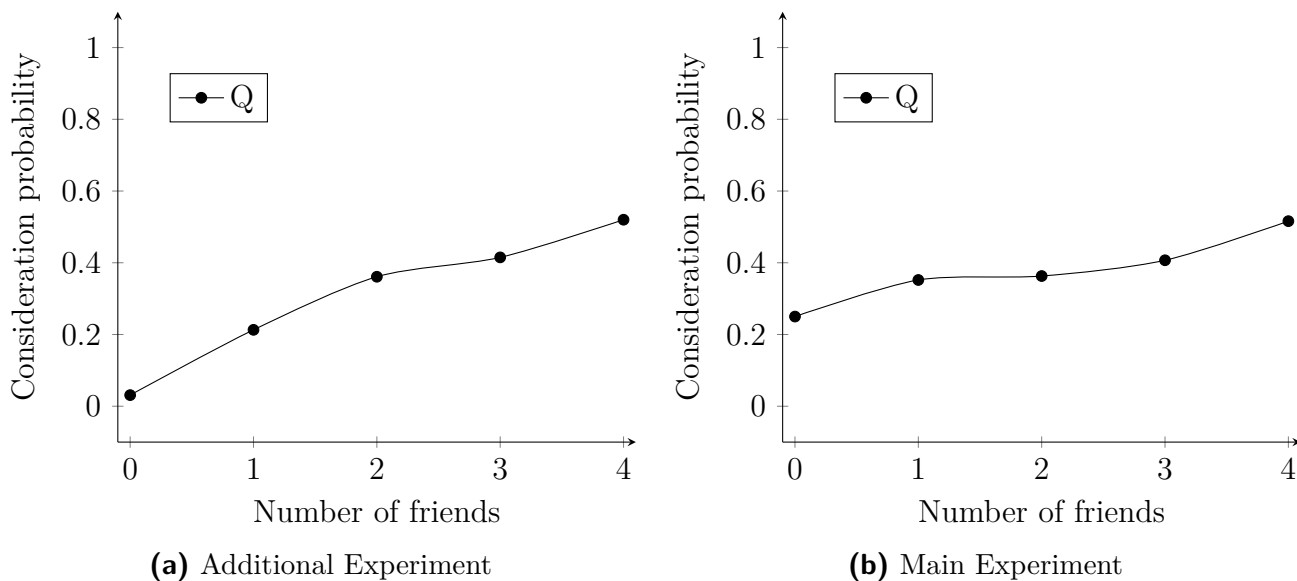 Consideration probability
1
0.8
0.6
0.4
0.2
0
Q
0 1 2 3 4
Number of friends
(a) Additional Experiment
Consideration probability
1
0.8
0.6
0.4
0.2
0
Q
0 1 2 3 4
Number of friends
(b) Main Experiment